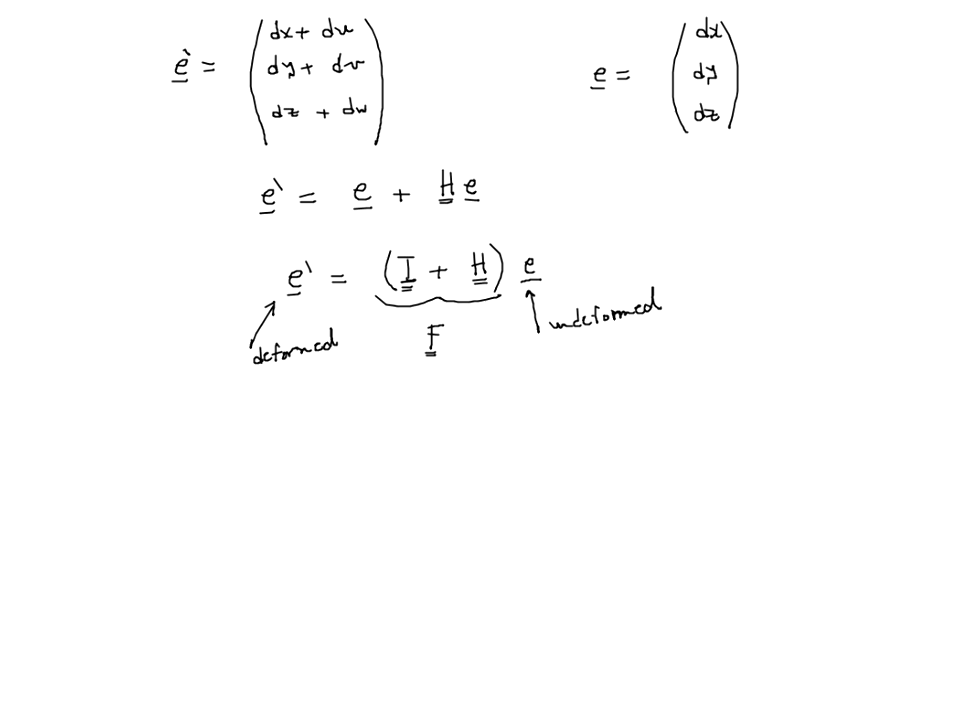 e` = (dx + du
dy + dv
dz + dw)
e = (dx
dy
dz)
e` = e + H e
e` = (I + H) e
deformed
F
undeformed